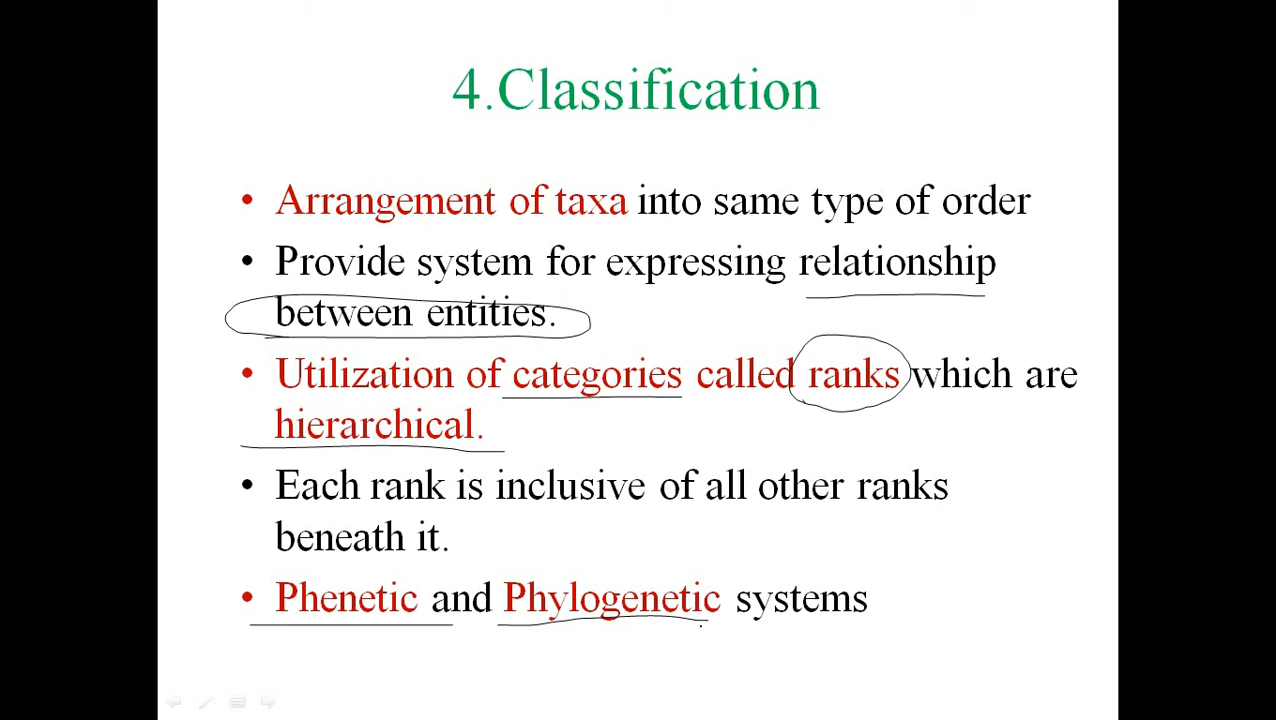 4.Classification
• Arrangement of taxa into same type of order
• Provide system for expressing relationship
between entities.
• Utilization of categories called ranks which are
hierarchical.
• Each rank is inclusive of all other ranks
beneath it.
• Phenetic and Phylogenetic systems